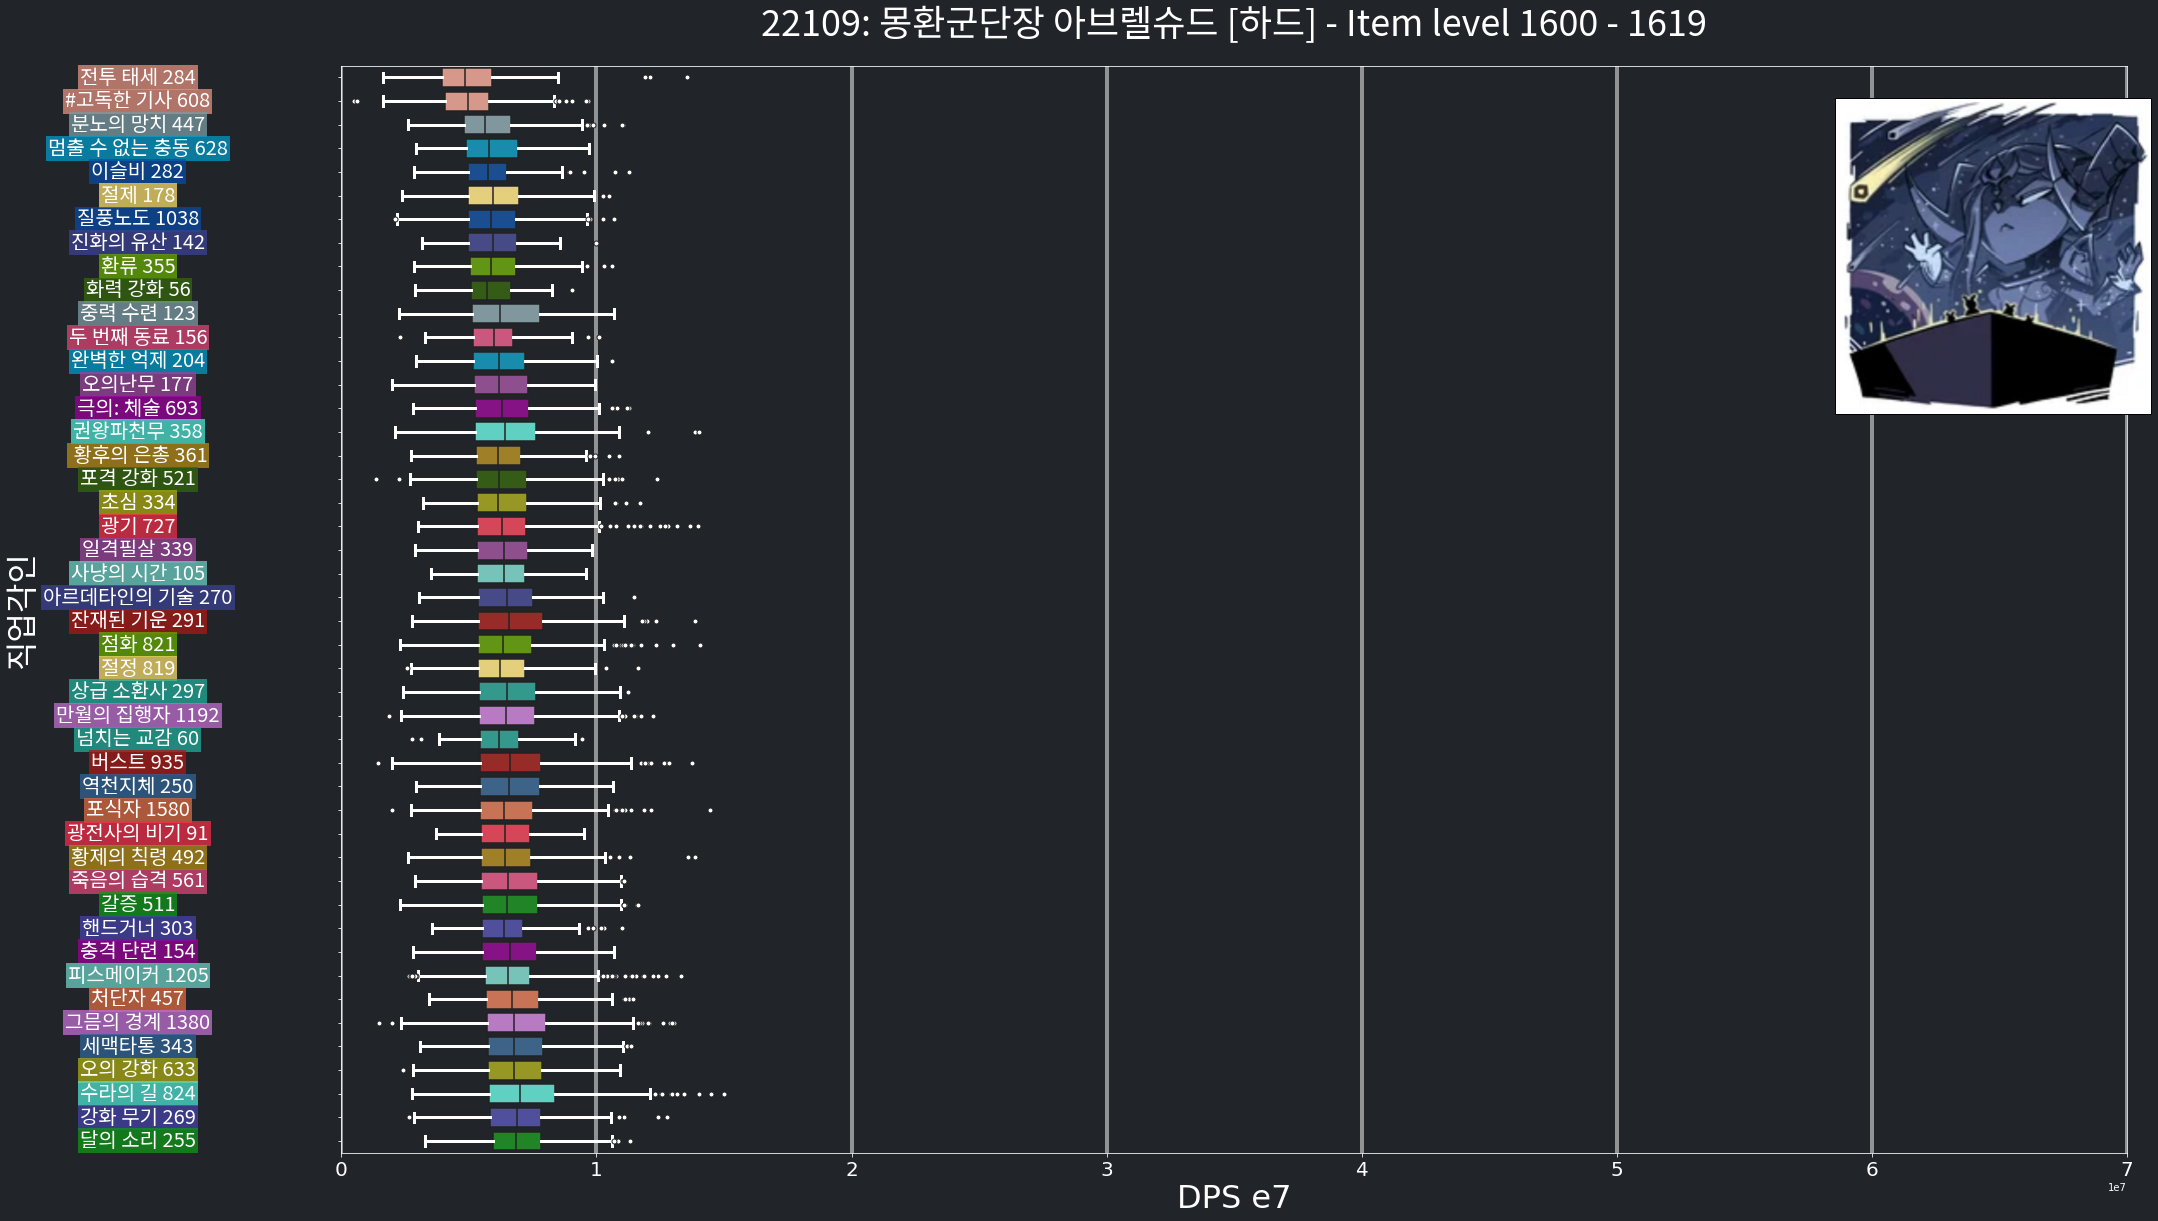 22109: 몽환군단장 아브렐슈드 [하드] - Item level 1600 - 1619
전투 태세 284
#고독한 기사 608
분노의 망치 447
멈출 수 없는 충동 628
이슬비 282
절제 178
질풍노도 1038
진화의 유산 142
환류 355
화력 강화 56
중력 수련 123
두 번째 동료 156
완벽한 억제 204
오의난무 177
극의: 체술 693
권왕파천무 358
황후의 은총 361
포격 강화 521
초심 334
광기 727
일격필살 339
사냥의 시간 105
아르데타인의 기술 270
잔재된 기운 291
점화 821
절정 819
상급 소환사 297
만월의 집행자 1192
넘치는 교감 60
버스트 935
역천지체 250
포식자 1580
광전사의 비기 91
황제의 칙령 492
죽음의 습격 561
갈증 511
핸드거너 303
충격 단련 154
피스메이커 1205
처단자 457
그믐의 경계 1380
세맥타통 343
오의 강화 633
수라의 길 824
강화 무기 269
달의 소리 255
직업각인
0 1 2 3 4 5 6 7
1e7
DPS e7